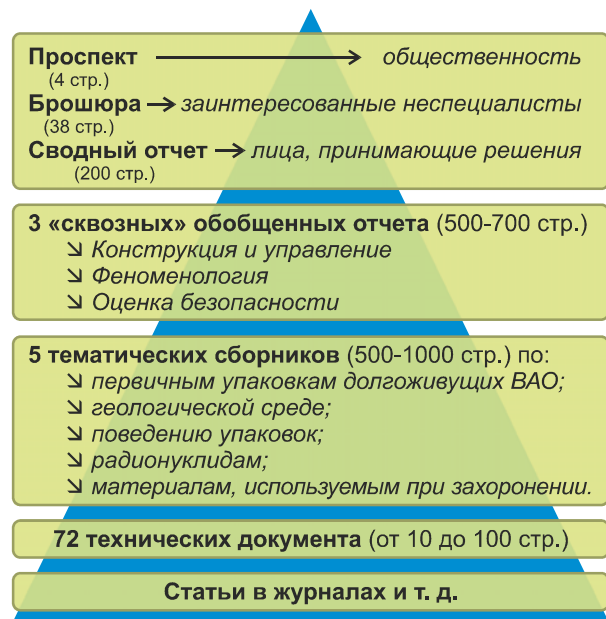 Проспект → общественность
(4 стр.)
Брошюра → заинтересованные неспециалисты
(38 стр.)
Сводный отчет → лица, принимающие решения
(200 стр.)
3 «сквозных» обобщенных отчета (500-700 стр.)
↘ Конструкция и управление
↘ Феноменология
↘ Оценка безопасности
5 тематических сборников (500-1000 стр.) по:
↘ первичным упаковкам долгоживущих ВАО;
↘ геологической среде;
↘ поведению упаковок;
↘ радионуклидам;
↘ материалам, используемым при захоронении.
72 технических документа (от 10 до 100 стр.)
Статьи в журналах и т. д.